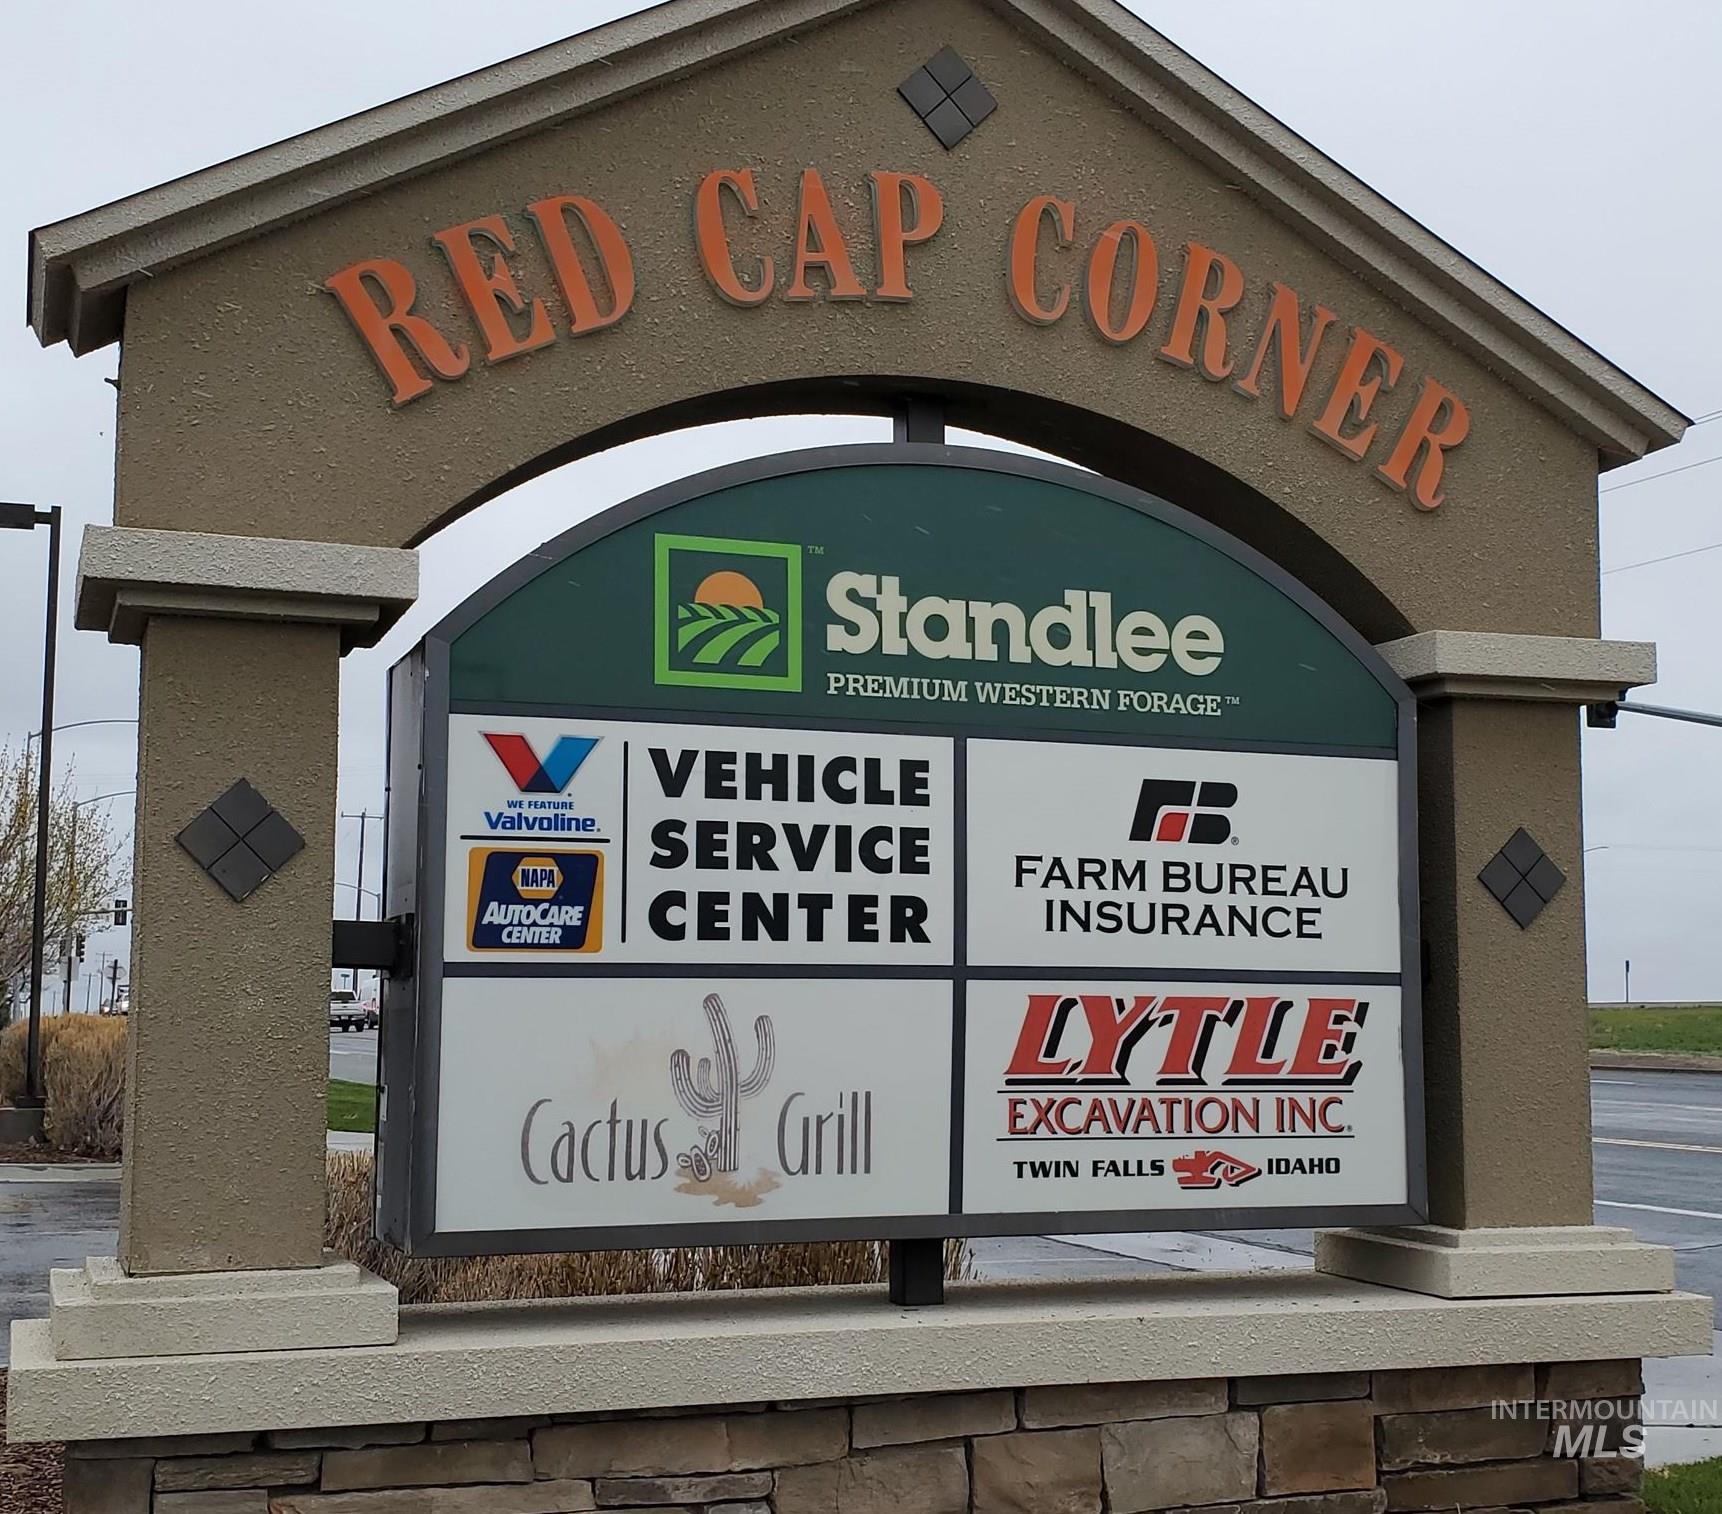 RED CAP CORNER
Standlee
PREMIUM WESTERN FORAGE™
WE FEATURE
Valvoline.
NAPA
AUTOCARE
CENTER
VEHICLE
SERVICE
CENTER
FB
FARM BUREAU
INSURANCE
Cactus Grill
LYTLE
EXCAVATION INC.
TWIN FALLS IDAHO
INTERMOUNTAIN
MLS